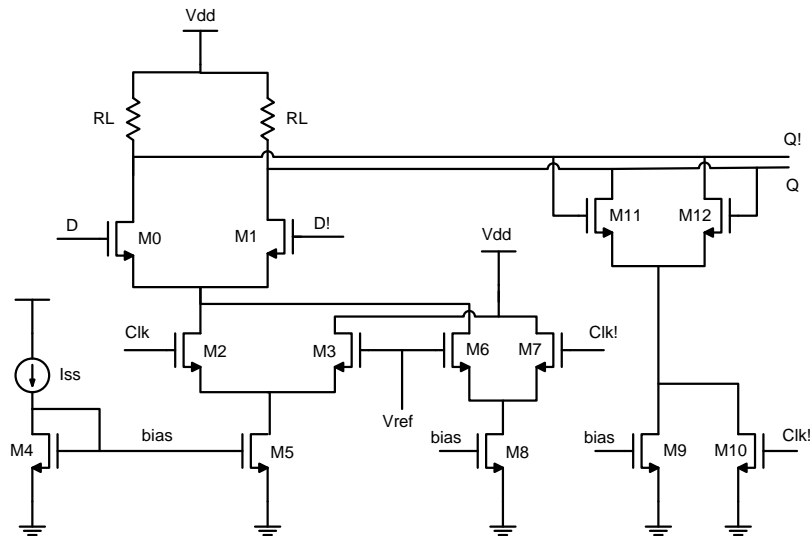 Vdd
RL
RL
Q!
Q
D
M0
M1
D!
M11
M12
Vdd
Clk
M2
M3
M6
M7
Clk!
Iss
Vref
M4
bias
M5
bias
M8
bias
M9
M10
Clk!